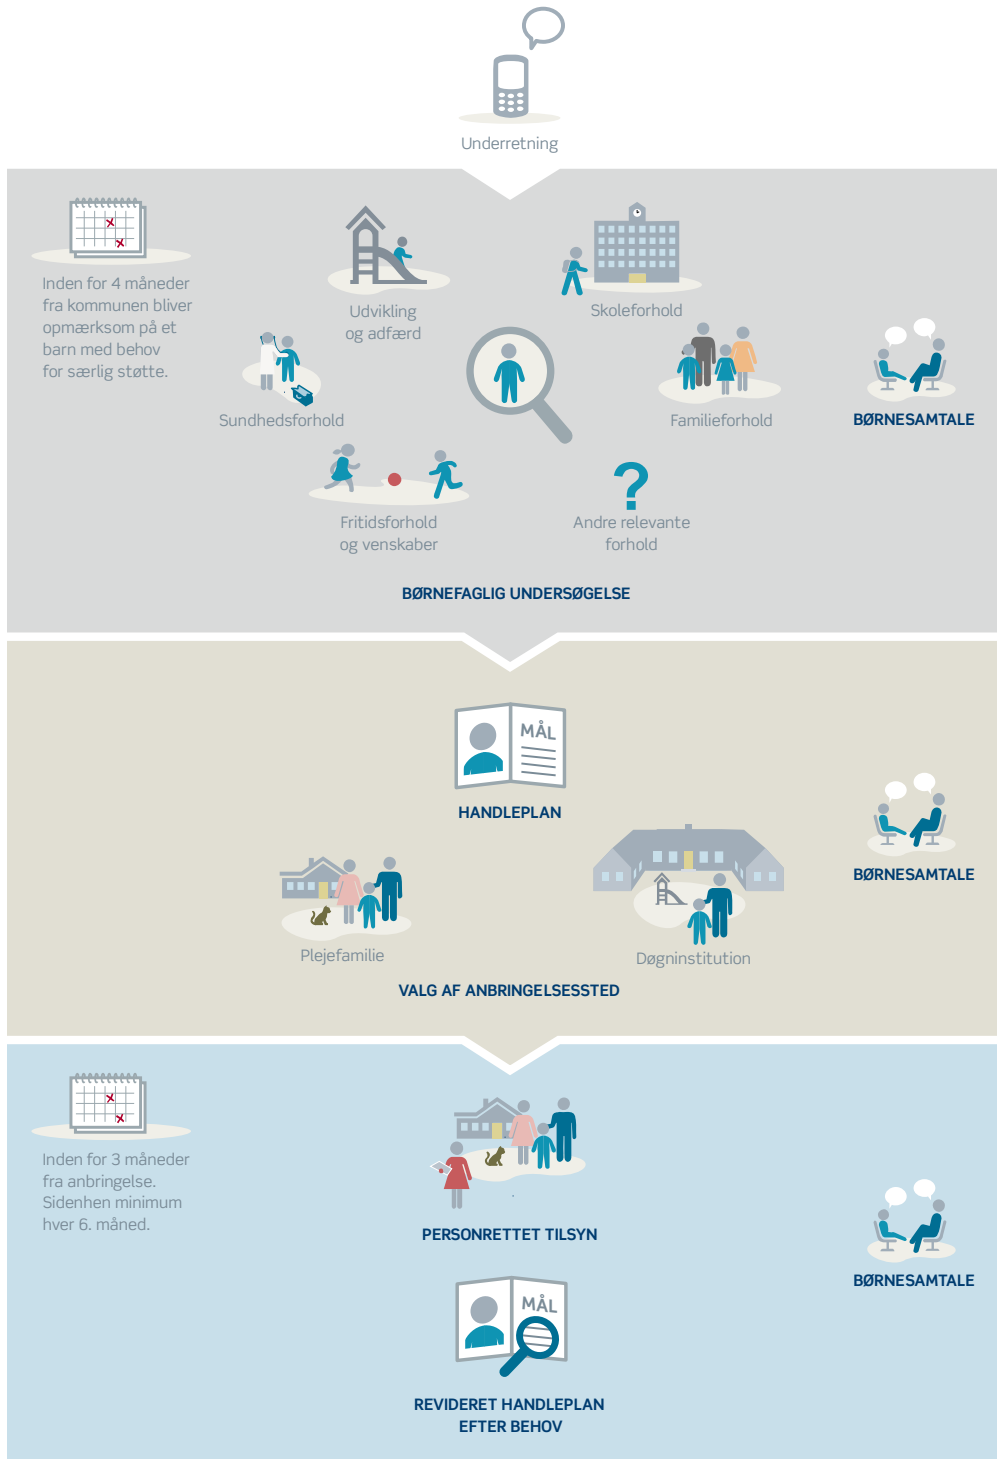 Underretning
Inden for 4 måneder
fra kommunen bliver
opmærksom på et
barn med behov
for særlig støtte.
Udvikling
og adfærd
Skoleforhold
Sundhedsforhold
Familieforhold
BØRNESAMTALE
Fritidsforhold
og venskaber
Andre relevante
forhold
BØRNEFAGLIG UNDERSØGELSE
MÅL
HANDLEPLAN
BØRNESAMTALE
Plejefamilie
Døgninstitution
VALG AF ANBRINGELSESSTED
Inden for 3 måneder
fra anbringelse.
Sidenhen minimum
hver 6. måned.
PERSONRETTET TILSYN
BØRNESAMTALE
MÅL
REVIDERET HANDLEPLAN
EFTER BEHOV